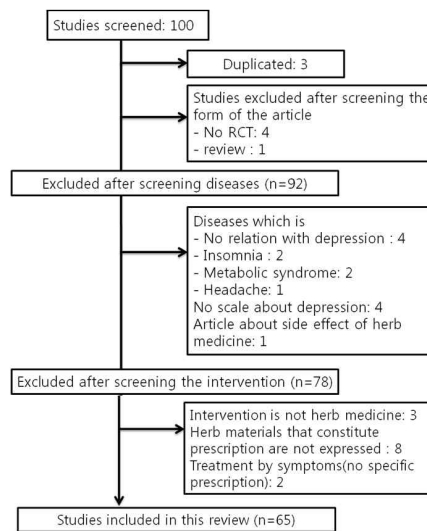 Studies screened: 100
Duplicated: 3
Studies excluded after screening the
form of the article
- No RCT: 4
- review : 1
Excluded after screening diseases (n=92)
Diseases which is
- No relation with depression : 4
- Insomnia : 2
- Metabolic syndrome: 2
- Headache: 1
No scale about depression: 4
Article about side effect of herb
medicine: 1
Excluded after screening the intervention (n=78)
Intervention is not herb medicine: 3
Herb materials that constitute
prescription are not expressed : 8
Treatment by symptoms(no specific
prescription): 2
Studies included in this review (n=65)